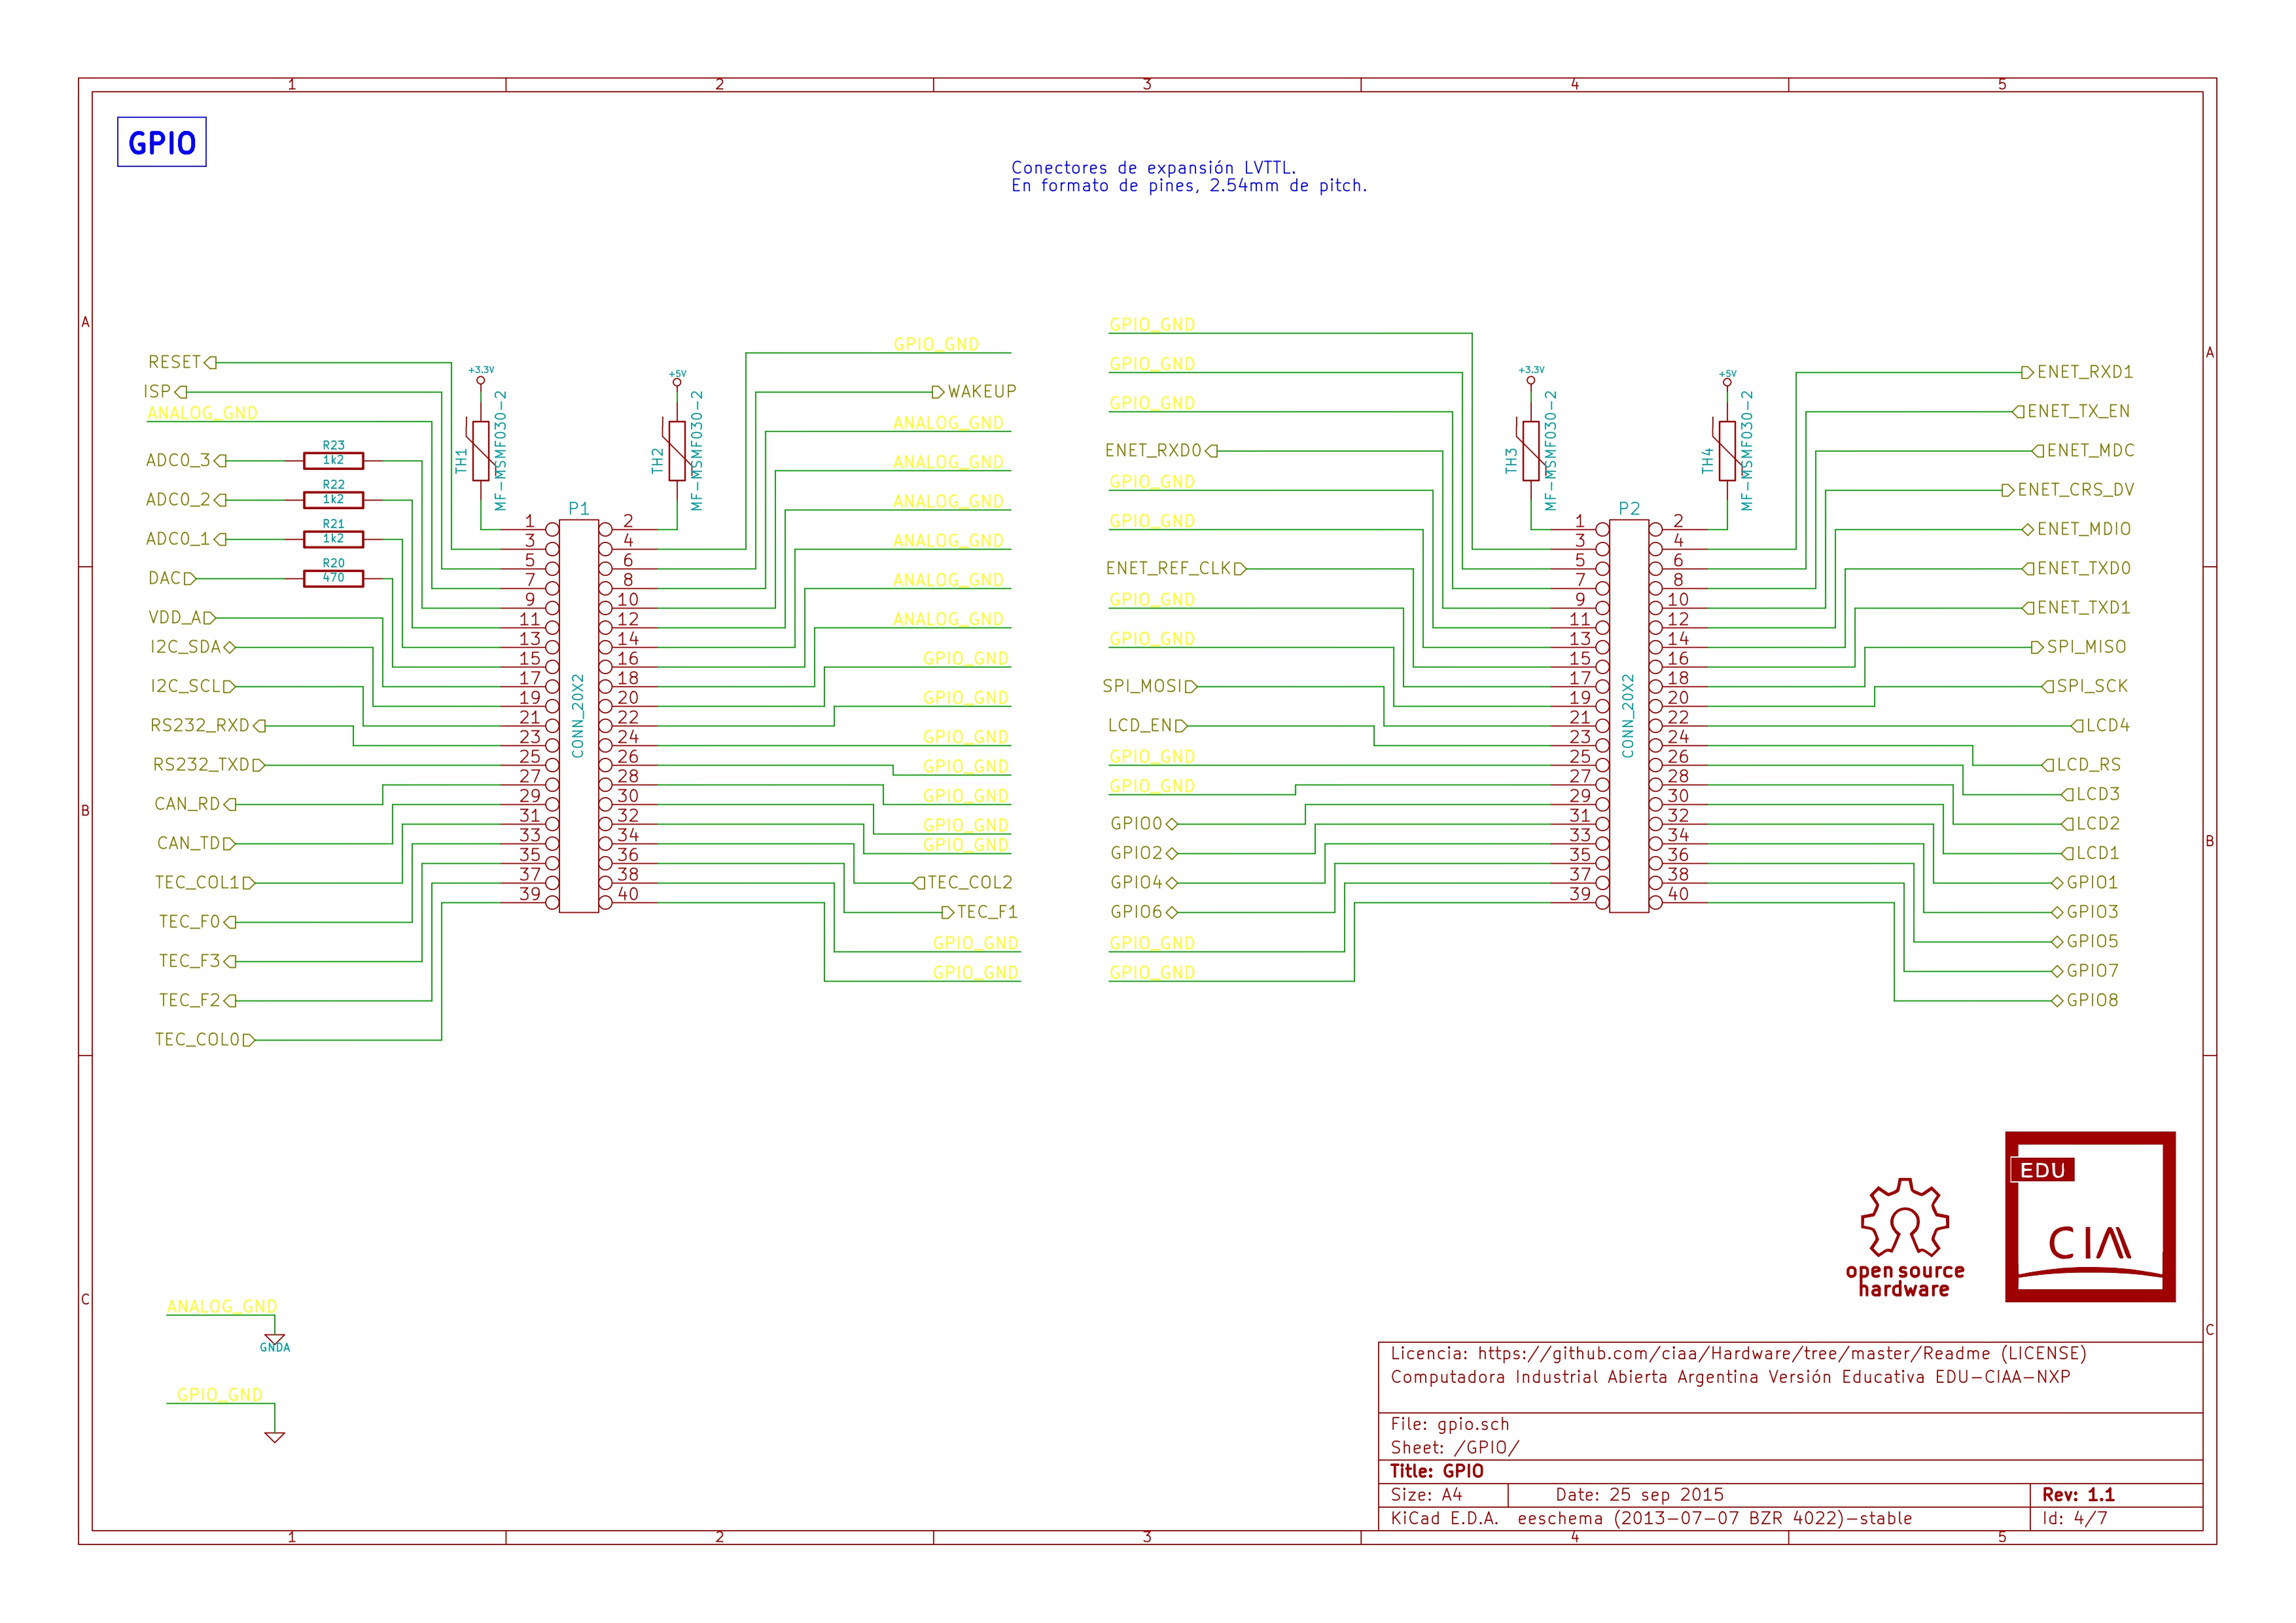 1 2 3 4 5
GPIO
Conectores de expansión LVTTL.
En formato de pines, 2.54mm de pitch.
A
B
C
RESET
ISP
ANALOG_GND
ADC0_3
R23
1k2
ADC0_2
R22
1k2
ADC0_1
R21
1k2
DAC
R20
470
VDD_A
I2C_SDA
I2C_SCL
RS232_RXD
RS232_TXD
CAN_RD
CAN_TD
TEC_COL1
TEC_F0
TEC_F3
TEC_F2
TEC_COL0
+3.3V
TH1
MF-MSMF030-2
+5V
TH2
MF-MSMF030-2
P1
CONN_20X2
1 2
3 4
5 6
7 8
9 10
11 12
13 14
15 16
17 18
19 20
21 22
23 24
25 26
27 28
29 30
31 32
33 34
35 36
37 38
39 40
GPIO_GND
WAKEUP
ANALOG_GND
ANALOG_GND
ANALOG_GND
ANALOG_GND
ANALOG_GND
ANALOG_GND
GPIO_GND
GPIO_GND
GPIO_GND
GPIO_GND
GPIO_GND
GPIO_GND
GPIO_GND
TEC_COL2
TEC_F1
GPIO_GND
GPIO_GND
GPIO_GND
GPIO_GND
GPIO_GND
ENET_RXD0
GPIO_GND
GPIO_GND
ENET_REF_CLK
GPIO_GND
GPIO_GND
SPI_MOSI
LCD_EN
GPIO_GND
GPIO_GND
GPIO0
GPIO2
GPIO4
GPIO6
GPIO_GND
GPIO_GND
+3.3V
TH3
MF-MSMF030-2
+5V
TH4
MF-MSMF030-2
P2
CONN_20X2
1 2
3 4
5 6
7 8
9 10
11 12
13 14
15 16
17 18
19 20
21 22
23 24
25 26
27 28
29 30
31 32
33 34
35 36
37 38
39 40
ENET_RXD1
ENET_TX_EN
ENET_MDC
ENET_CRS_DV
ENET_MDIO
ENET_TXD0
ENET_TXD1
SPI_MISO
SPI_SCK
LCD4
LCD_RS
LCD3
LCD2
LCD1
GPIO1
GPIO3
GPIO5
GPIO7
GPIO8
A
B
C
ANALOG_GND
GNDA
GPIO_GND
open source
hardware
EDU
CIAA
Licencia: https://github.com/ciaa/Hardware/tree/master/Readme (LICENSE)
Computadora Industrial Abierta Argentina Versión Educativa EDU-CIAA-NXP
File: gpio.sch
Sheet: /GPIO/
Title: GPIO
Size: A4 Date: 25 sep 2015 Rev: 1.1
KiCad E.D.A. eeschema (2013-07-07 BZR 4022)-stable Id: 4/7
1 2 3 4 5